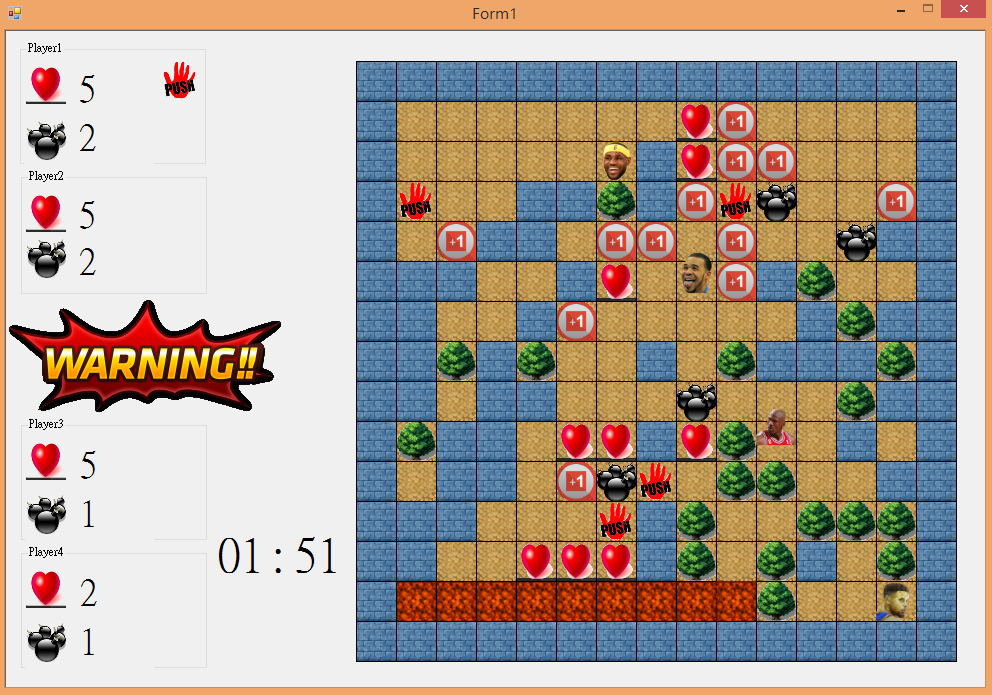 Form1
Player1
5
PUSH
2
Player2
5
2
WARNING!!
Player3
5
1
Player4
2
1
01:51
+1
+1 +1
PUSH +1 PUSH +1
+1 +1 +1 +1
+1
+1
+1 PUSH
PUSH